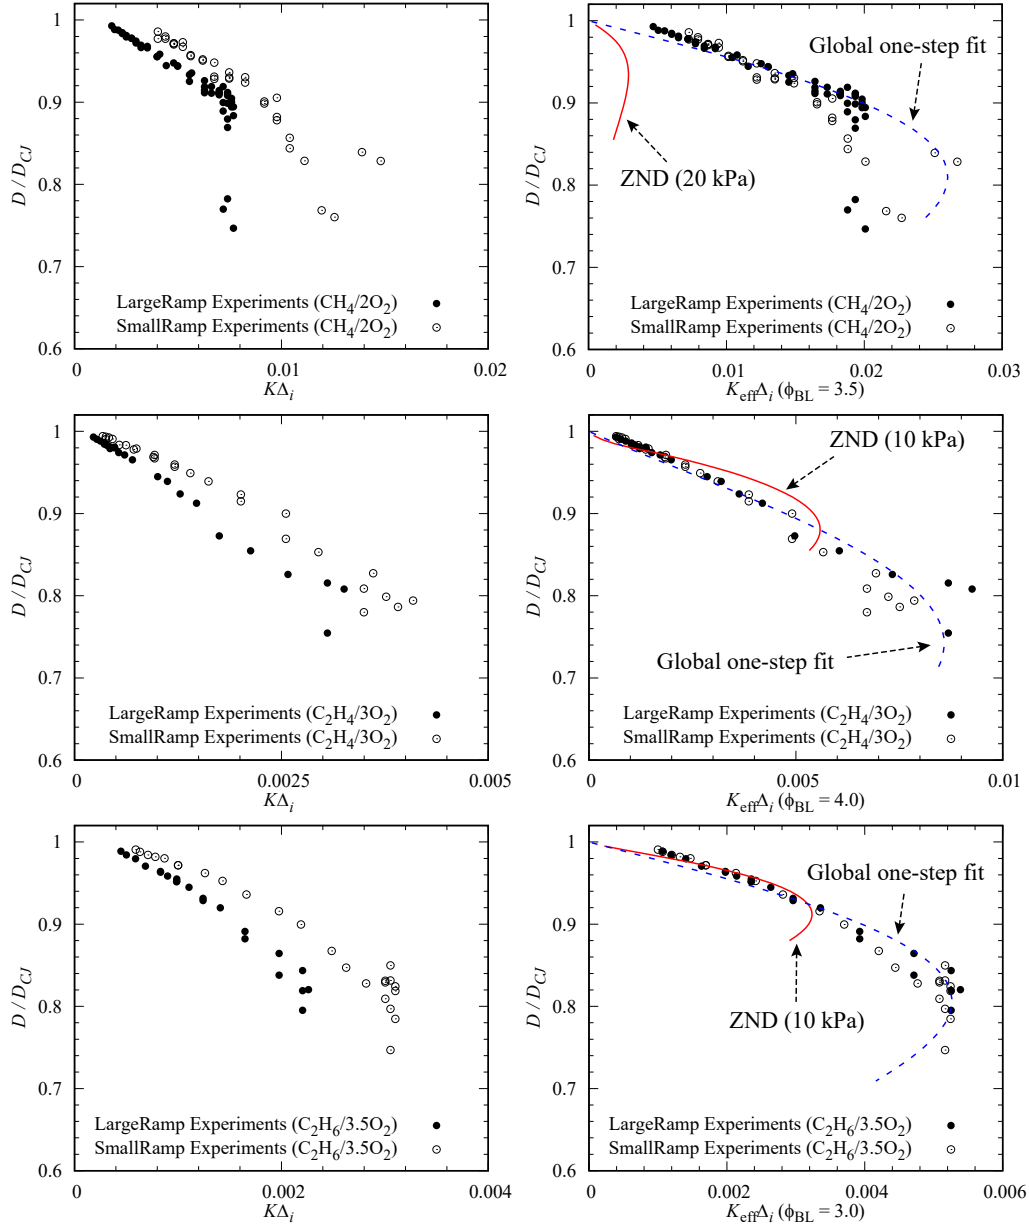 1
0.9
0.8
0.7
0.6
D / D_CJ
LargeRamp Experiments (CH₄/2O₂)
SmallRamp Experiments (CH₄/2O₂)
0
0.01
0.02
KΔᵢ
1
0.9
0.8
0.7
0.6
D / D_CJ
Global one-step fit
ZND (20 kPa)
LargeRamp Experiments (CH₄/2O₂)
SmallRamp Experiments (CH₄/2O₂)
0
0.01
0.02
0.03
K_effΔᵢ (ϕ_BL = 3.5)
1
0.9
0.8
0.7
0.6
D / D_CJ
LargeRamp Experiments (C₂H₄/3O₂)
SmallRamp Experiments (C₂H₄/3O₂)
0
0.0025
0.005
KΔᵢ
1
0.9
0.8
0.7
0.6
D / D_CJ
ZND (10 kPa)
Global one-step fit
LargeRamp Experiments (C₂H₄/3O₂)
SmallRamp Experiments (C₂H₄/3O₂)
0
0.005
0.01
K_effΔᵢ (ϕ_BL = 4.0)
1
0.9
0.8
0.7
0.6
D / D_CJ
LargeRamp Experiments (C₂H₆/3.5O₂)
SmallRamp Experiments (C₂H₆/3.5O₂)
0
0.002
0.004
KΔᵢ
1
0.9
0.8
0.7
0.6
D / D_CJ
Global one-step fit
ZND (10 kPa)
LargeRamp Experiments (C₂H₆/3.5O₂)
SmallRamp Experiments (C₂H₆/3.5O₂)
0
0.002
0.004
0.006
K_effΔᵢ (ϕ_BL = 3.0)